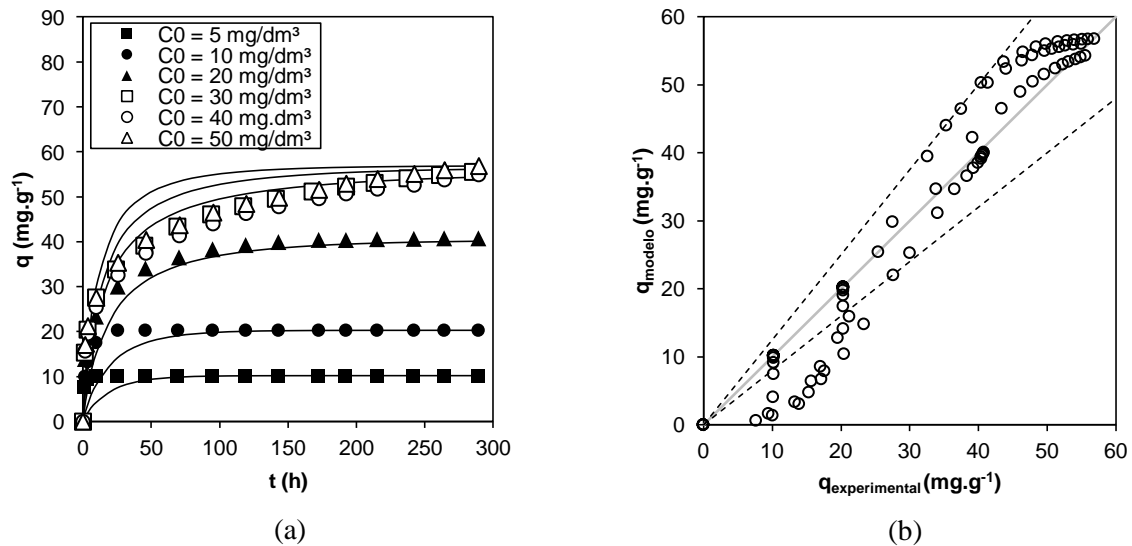 90
80
70
60
50
40
30
20
10
0
q (mg.g⁻¹)
C0 = 5 mg/dm³
C0 = 10 mg/dm³
C0 = 20 mg/dm³
C0 = 30 mg/dm³
C0 = 40 mg.dm³
C0 = 50 mg/dm³
0 50 100 150 200 250 300
t (h)
(a)
60
50
40
30
20
10
0
qmodelo (mg.g⁻¹)
0 10 20 30 40 50 60
qexperimental (mg.g⁻¹)
(b)